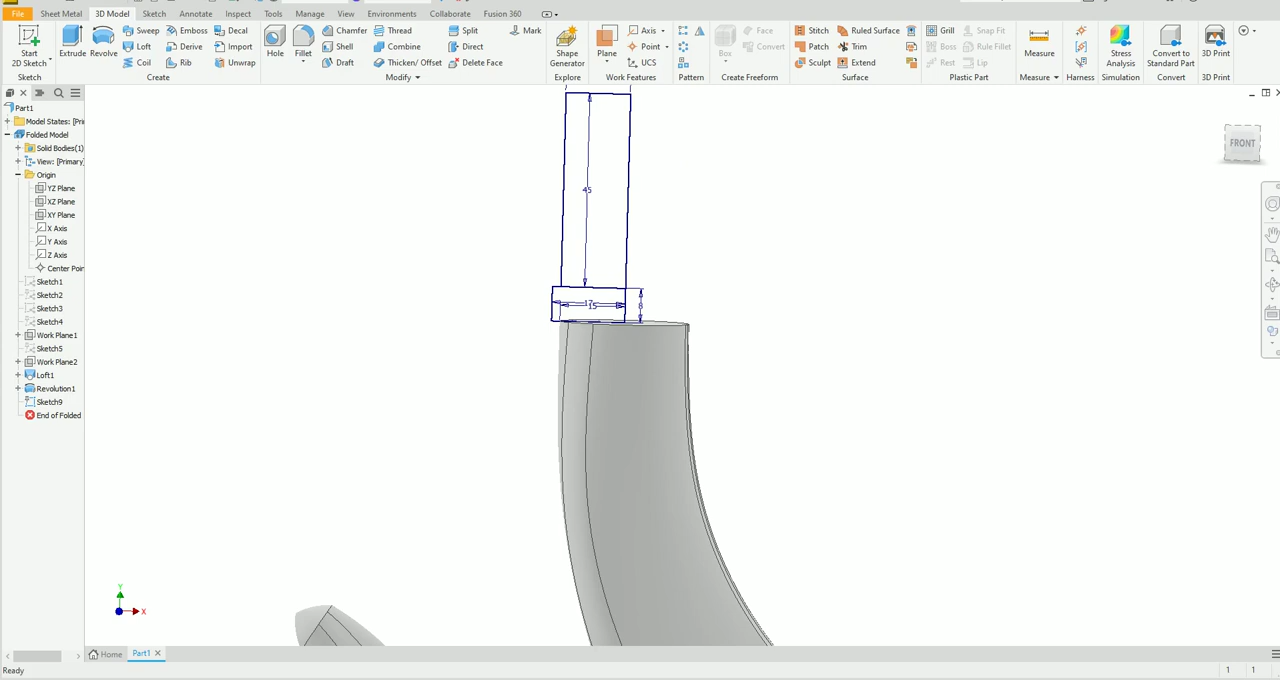 File Sheet Metal 3D Model Sketch Annotate Inspect Tools Manage View Environments Collaborate Fusion 360
Start
2D Sketch
Sketch
Extrude
Revolve
Sweep
Loft
Coil
Emboss
Derive
Rib
Decal
Import
Unwrap
Create
Hole
Fillet
Chamfer
Shell
Draft
Thread
Combine
Thicken/ Offset
Split
Direct
Delete Face
Mark
Modify
Shape
Generator
Explore
Plane
Axis
Point
UCS
Work Features
Pattern
Box
Face
Convert
Create Freeform
Stitch
Patch
Sculpt
Ruled Surface
Trim
Extend
Surface
Grill
Boss
Rest
Snap Fit
Rule Fillet
Lip
Plastic Part
Measure
Measure
Harness
Stress
Analysis
Simulation
Convert to
Standard Part
Convert
3D Print
3D Print
Part1
Model States: [Pri
Folded Model
Solid Bodies(1)
View: [Primary]
Origin
YZ Plane
XZ Plane
XY Plane
X Axis
Y Axis
Z Axis
Center Poin
Sketch1
Sketch2
Sketch3
Sketch4
Work Plane1
Sketch5
Work Plane2
Loft1
Revolution1
Sketch9
End of Folded
45
15
8
FRONT
Y
X
Home Part1
Ready
1 1